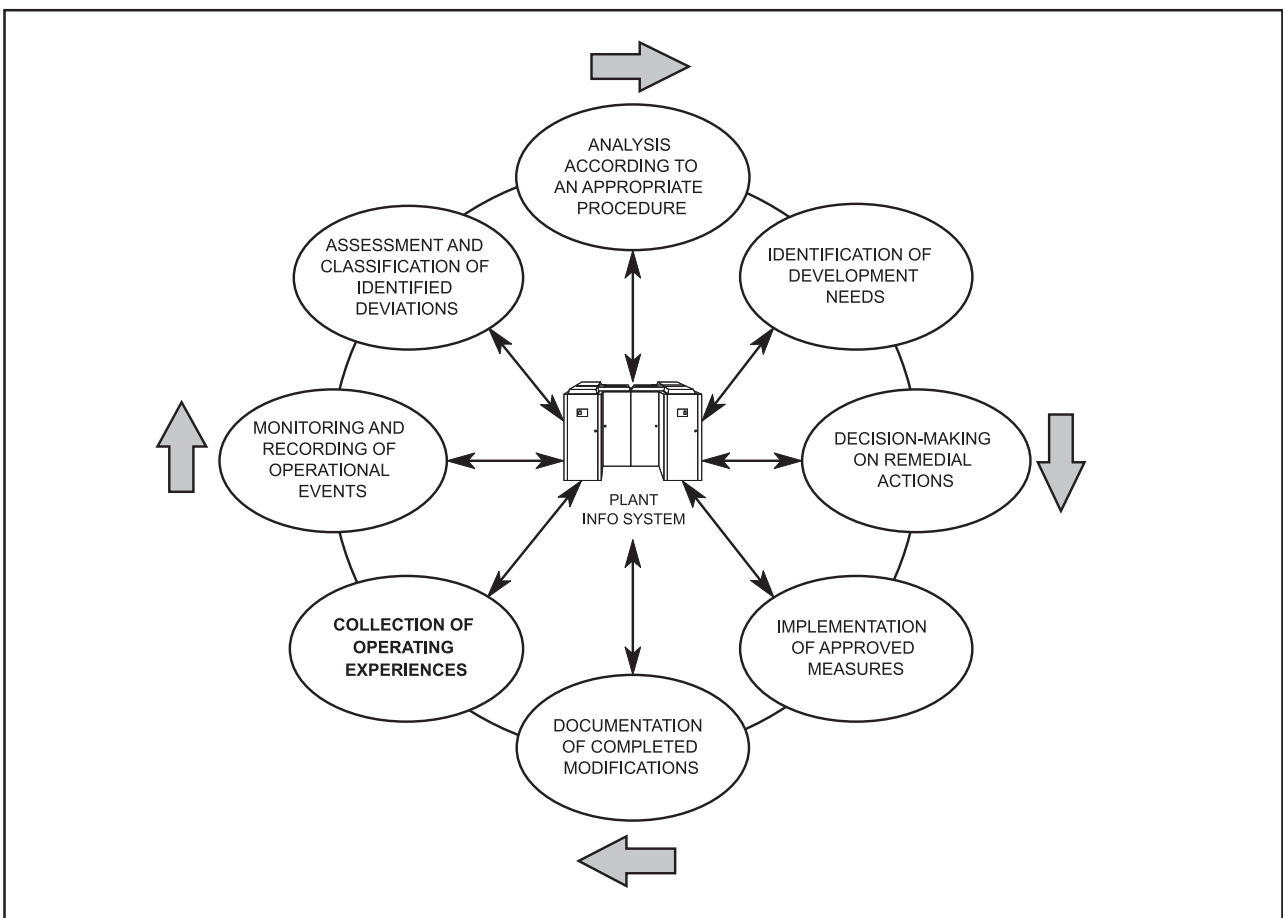 ANALYSIS
ACCORDING TO
AN APPROPRIATE
PROCEDURE
IDENTIFICATION OF
DEVELOPMENT
NEEDS
DECISION-MAKING
ON REMEDIAL
ACTIONS
IMPLEMENTATION
OF APPROVED
MEASURES
DOCUMENTATION
OF COMPLETED
MODIFICATIONS
COLLECTION OF
OPERATING
EXPERIENCES
MONITORING AND
RECORDING OF
OPERATIONAL
EVENTS
ASSESSMENT AND
CLASSIFICATION OF
IDENTIFIED
DEVIATIONS
PLANT
INFO SYSTEM